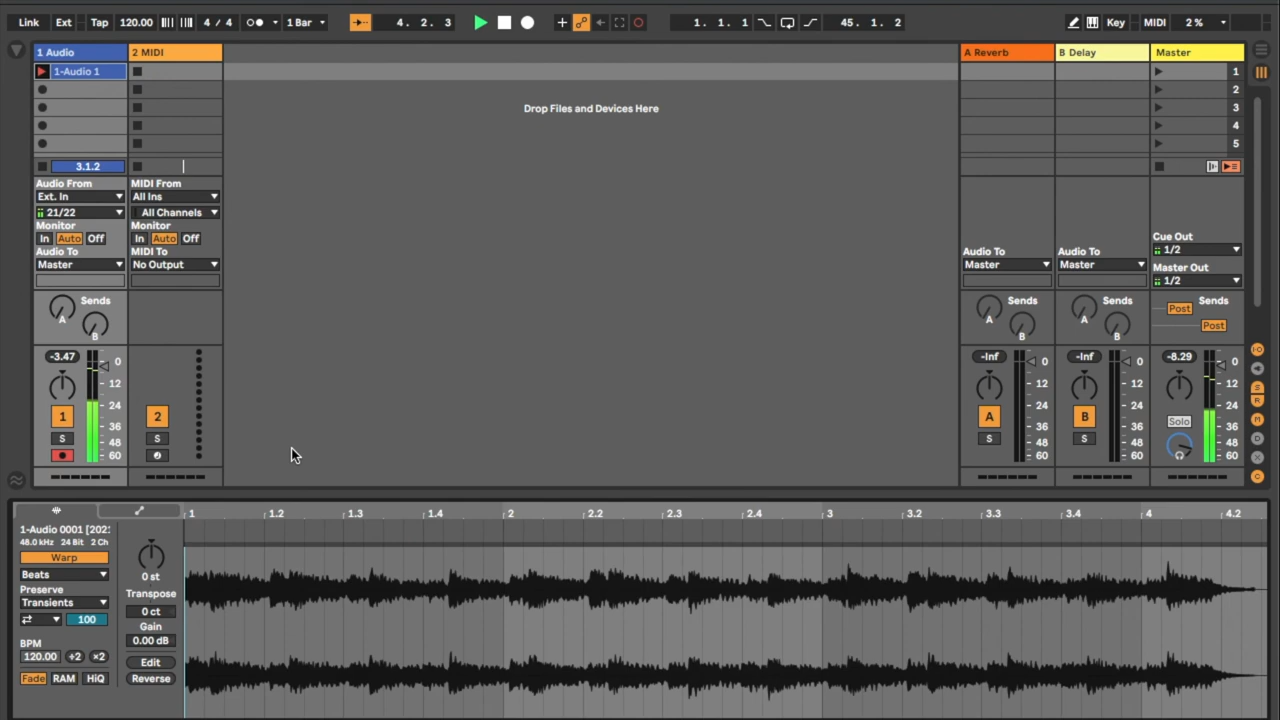 Link Ext Tap 120.00 4 / 4 1 Bar 4. 2. 3 1. 1. 1 45. 1. 2 Key MIDI 2 %
1 Audio 2 MIDI A Reverb B Delay Master
1-Audio 1 1
2
Drop Files and Devices Here
3
4
5
3.1.2
Audio From MIDI From
Ext. In All Ins
21/22 All Channels
Monitor Monitor
In Auto Off In Auto Off Cue Out
Audio To MIDI To Audio To Audio To 1/2
Master No Output Master Master Master Out
1/2
Sends Sends Sends Sends
A B A B A B Post Post
-3.47 -Inf -Inf -8.29
0 0 0 0
12 12 12 12
24 24 24 24
1 2 A B Solo
36 36 36 36
S S S S
48 48 48 48
60 60 60 60
1 1.2 1.3 1.4 2 2.2 2.3 2.4 3 3.2 3.3 3.4 4 4.2
1-Audio 0001 [202
48.0 kHz 24 Bit 2 Ch
Warp
Beats 0 st
Preserve Transpose
Transients 0 ct
100 Gain
BPM 0.00 dB
120.00 ÷2 ×2 Edit
Fade RAM HiQ Reverse